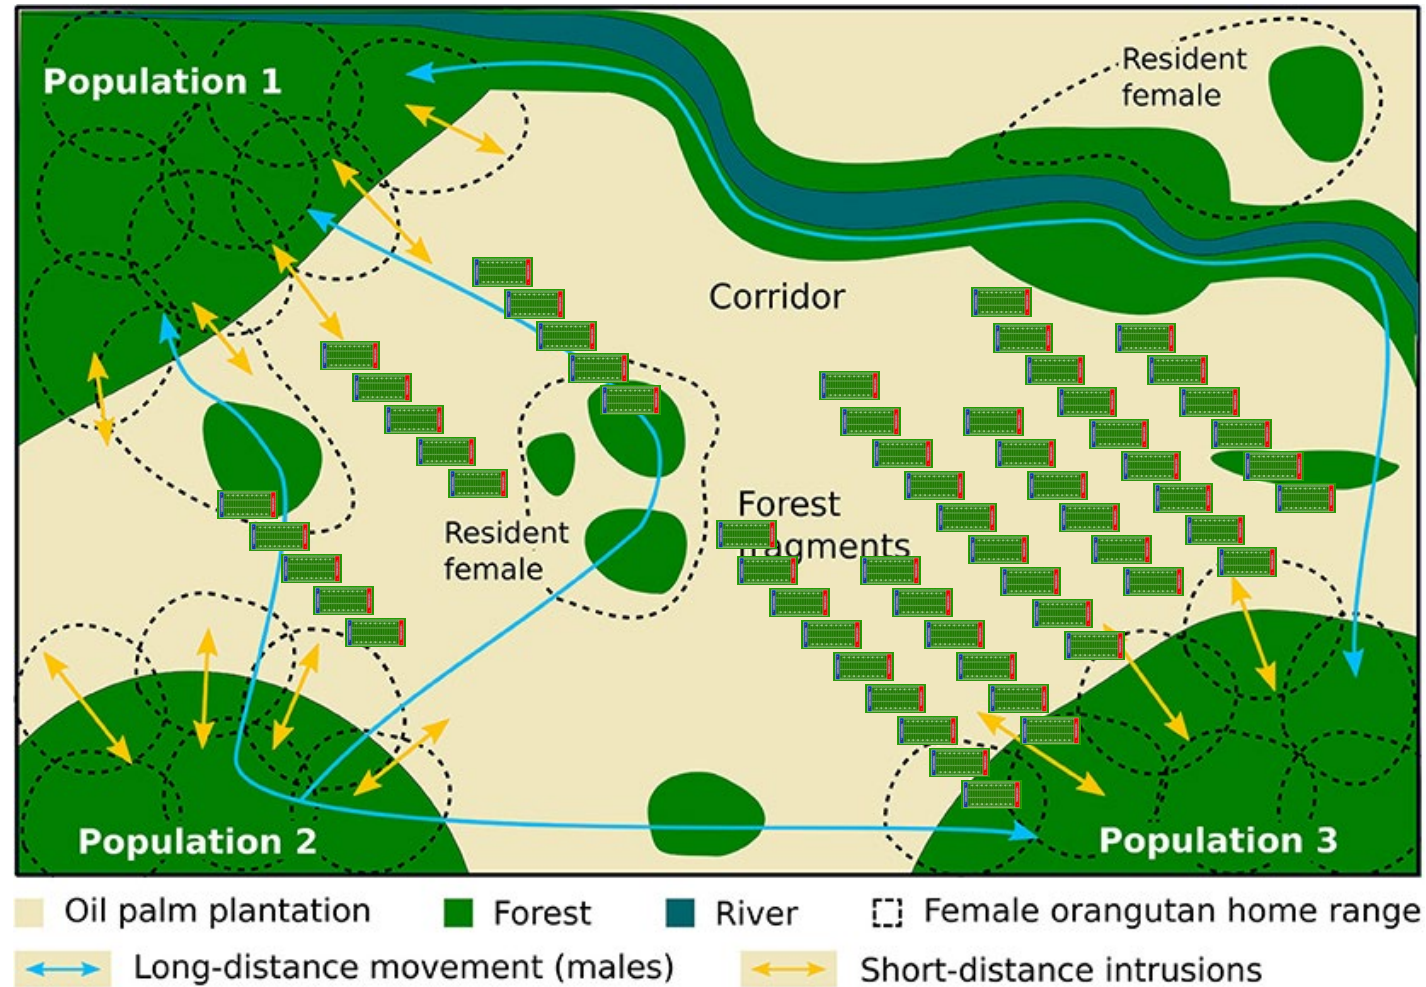 Population 1
Resident
female
Corridor
Forest
fragments
Resident
female
Population 2
Population 3
Oil palm plantation
Forest
River
Female orangutan home range
Long-distance movement (males)
Short-distance intrusions